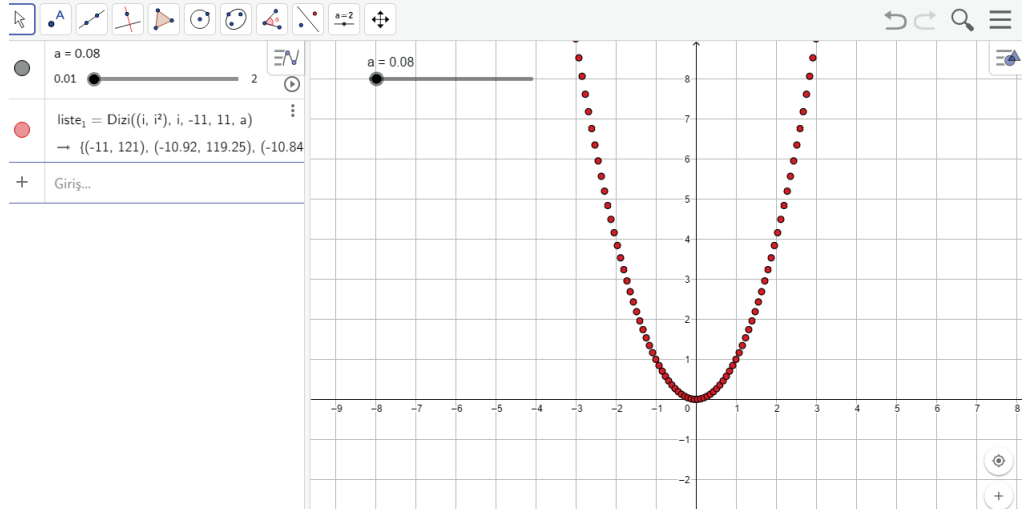 A
α
a=2
a = 0.08
0.01
2
liste₁ = Dizi((i, i²), i, -11, 11, a)
→ {(-11, 121), (-10.92, 119.25), (-10.84
+ Giriş...
a = 0.08
8
7
6
5
4
3
2
1
−9 −8 −7 −6 −5 −4 −3 −2 −1 0 1 2 3 4 5 6 7 8
−1
−2